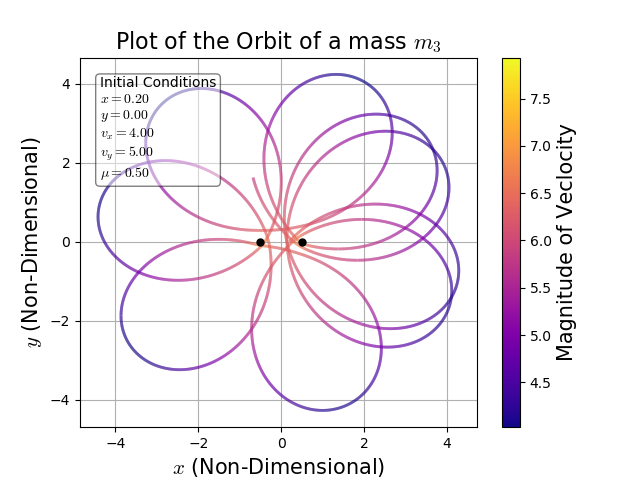 Plot of the Orbit of a mass m₃
Initial Conditions
x = 0.20
y = 0.00
vₓ = 4.00
v_y = 5.00
μ = 0.50
4
2
0
−2
−4
y (Non-Dimensional)
−4 −2 0 2 4
x (Non-Dimensional)
7.5
7.0
6.5
6.0
5.5
5.0
4.5
Magnitude of Veclocity